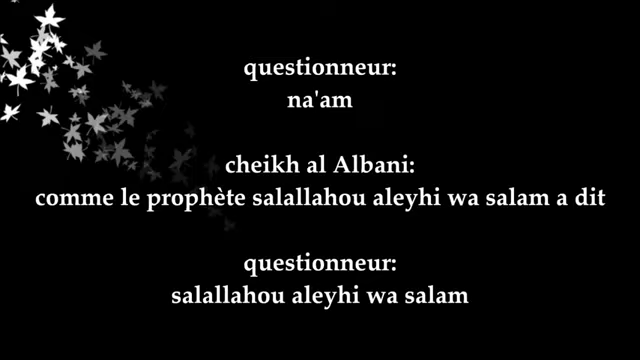 questionneur:
na'am
cheikh al Albani:
comme le prophète salallahou aleyhi wa salam a dit
questionneur:
salallahou aleyhi wa salam